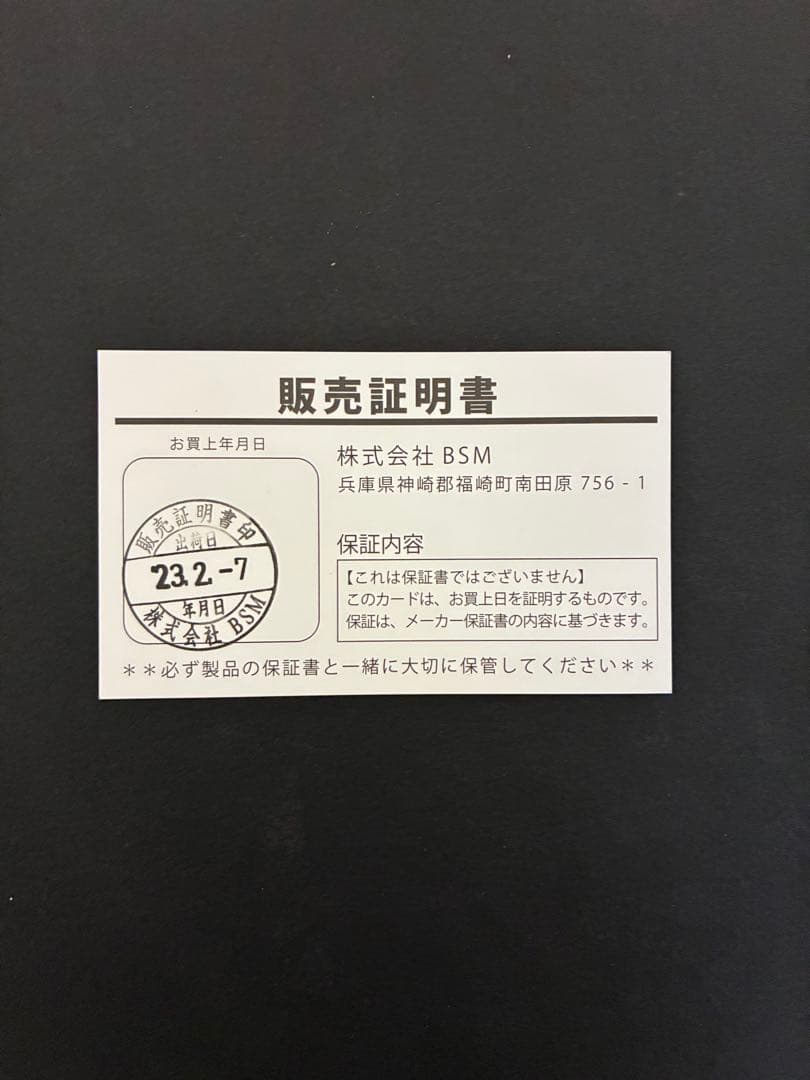 販売証明書
お買上年月日
販売証明書印
出荷日
23.2.-7
年月日
株式会社 BSM
株式会社 BSM
兵庫県神崎郡福崎町南田原 756 - 1
保証内容
【これは保証書ではございません】
このカードは、お買上日を証明するものです。
保証は、メーカー保証書の内容に基づきます。
＊＊必ず製品の保証書と一緒に大切に保管してください＊＊